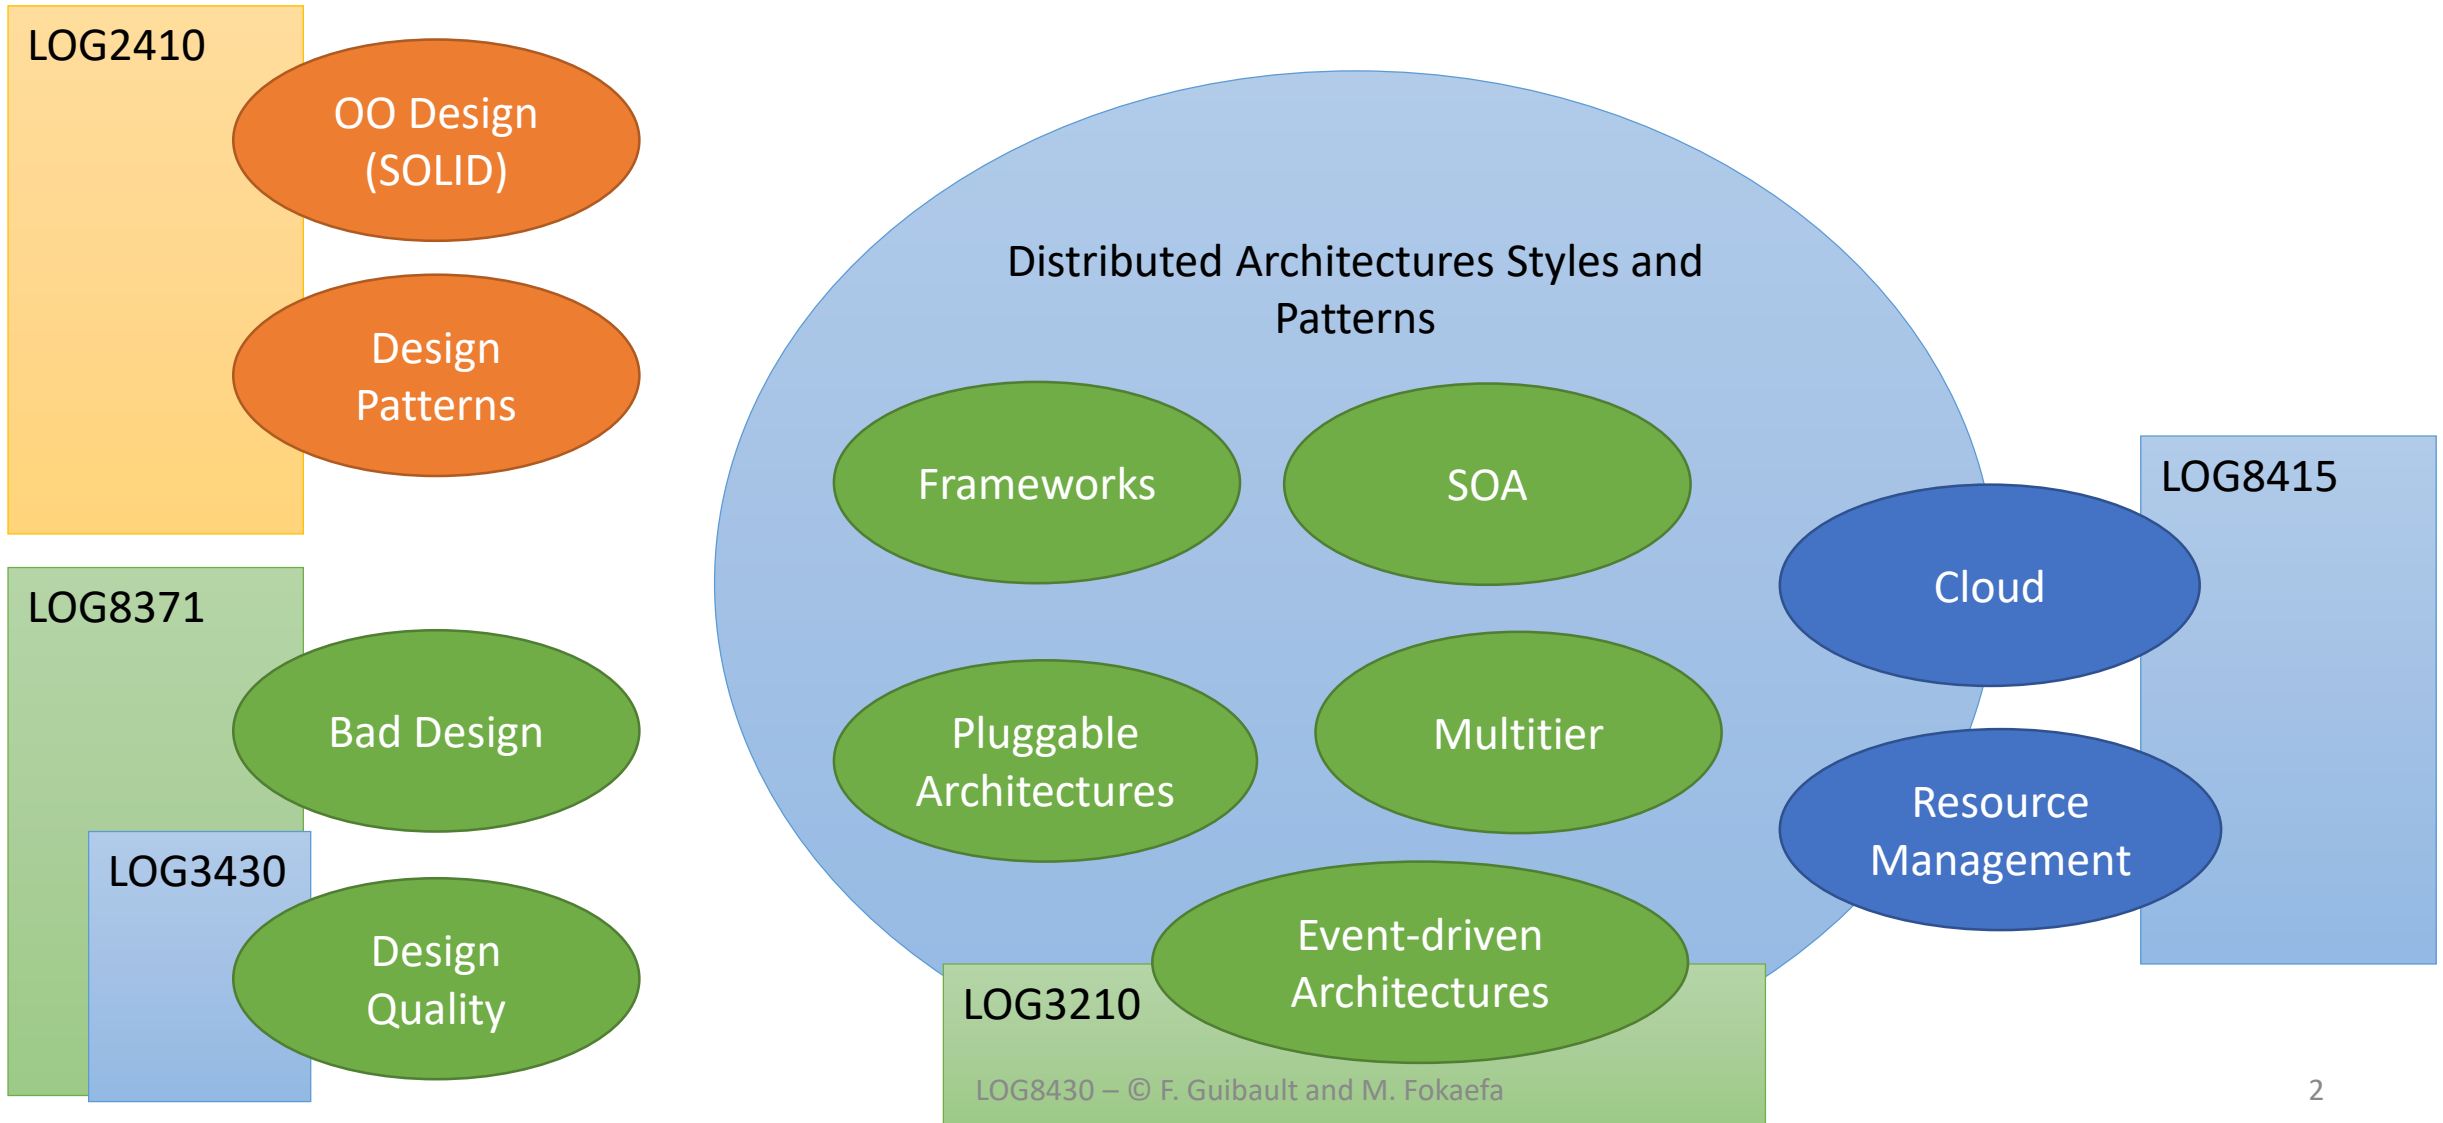 LOG2410
OO Design
(SOLID)
Design
Patterns
LOG8371
Bad Design
LOG3430
Design
Quality
Distributed Architectures Styles and
Patterns
Frameworks
SOA
Pluggable
Architectures
Multitier
Event-driven
Architectures
LOG3210
Cloud
Resource
Management
LOG8415
LOG8430 – © F. Guibault and M. Fokaefa
2